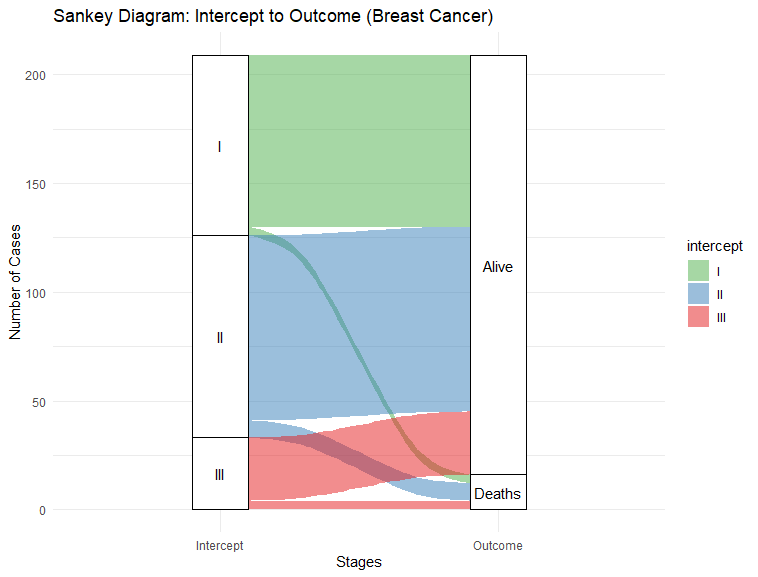 Sankey Diagram: Intercept to Outcome (Breast Cancer)
200
150
100
50
0
Number of Cases
I
II
III
Alive
Deaths
Intercept
Outcome
Stages
intercept
I
II
III